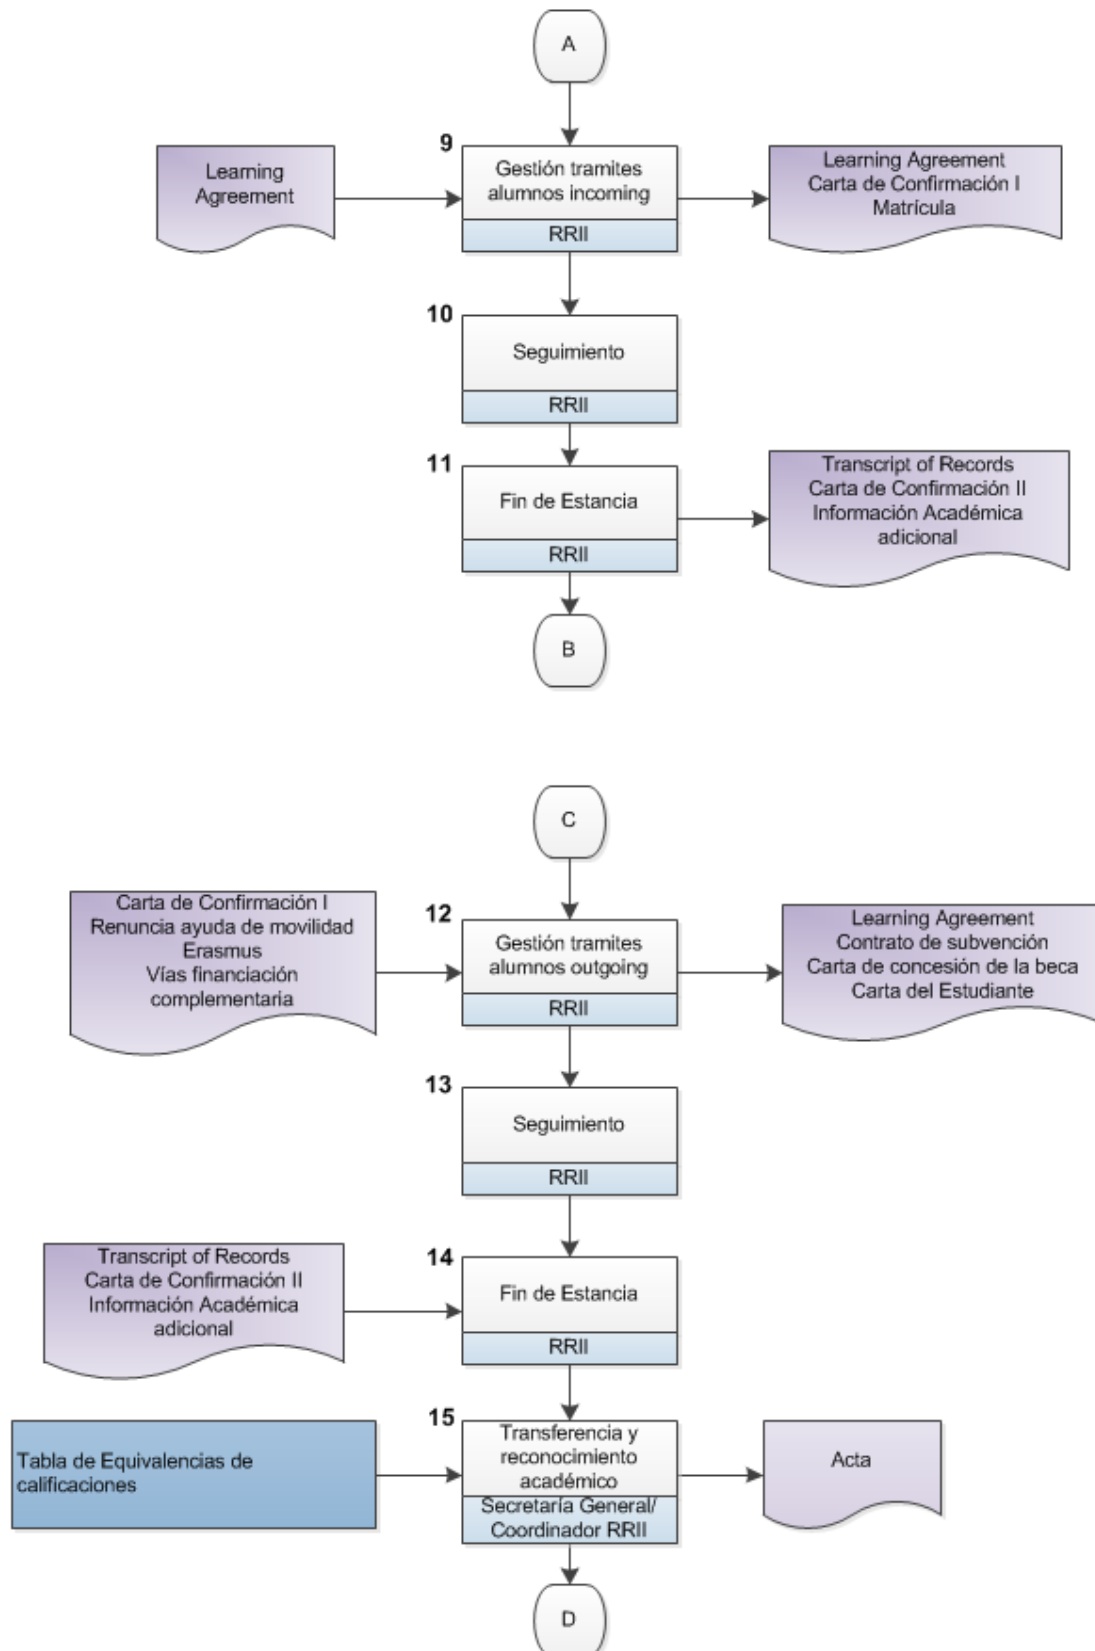 A
9
Learning
Agreement
Gestión tramites
alumnos incoming
RRII
Learning Agreement
Carta de Confirmación I
Matrícula
10
Seguimiento
RRII
11
Fin de Estancia
RRII
Transcript of Records
Carta de Confirmación II
Información Académica
adicional
B
C
Carta de Confirmación I
Renuncia ayuda de movilidad
Erasmus
Vías financiación
complementaria
12
Gestión tramites
alumnos outgoing
RRII
Learning Agreement
Contrato de subvención
Carta de concesión de la beca
Carta del Estudiante
13
Seguimiento
RRII
Transcript of Records
Carta de Confirmación II
Información Académica
adicional
14
Fin de Estancia
RRII
Tabla de Equivalencias de
calificaciones
15
Transferencia y
reconocimiento
académico
Secretaría General/
Coordinador RRII
Acta
D